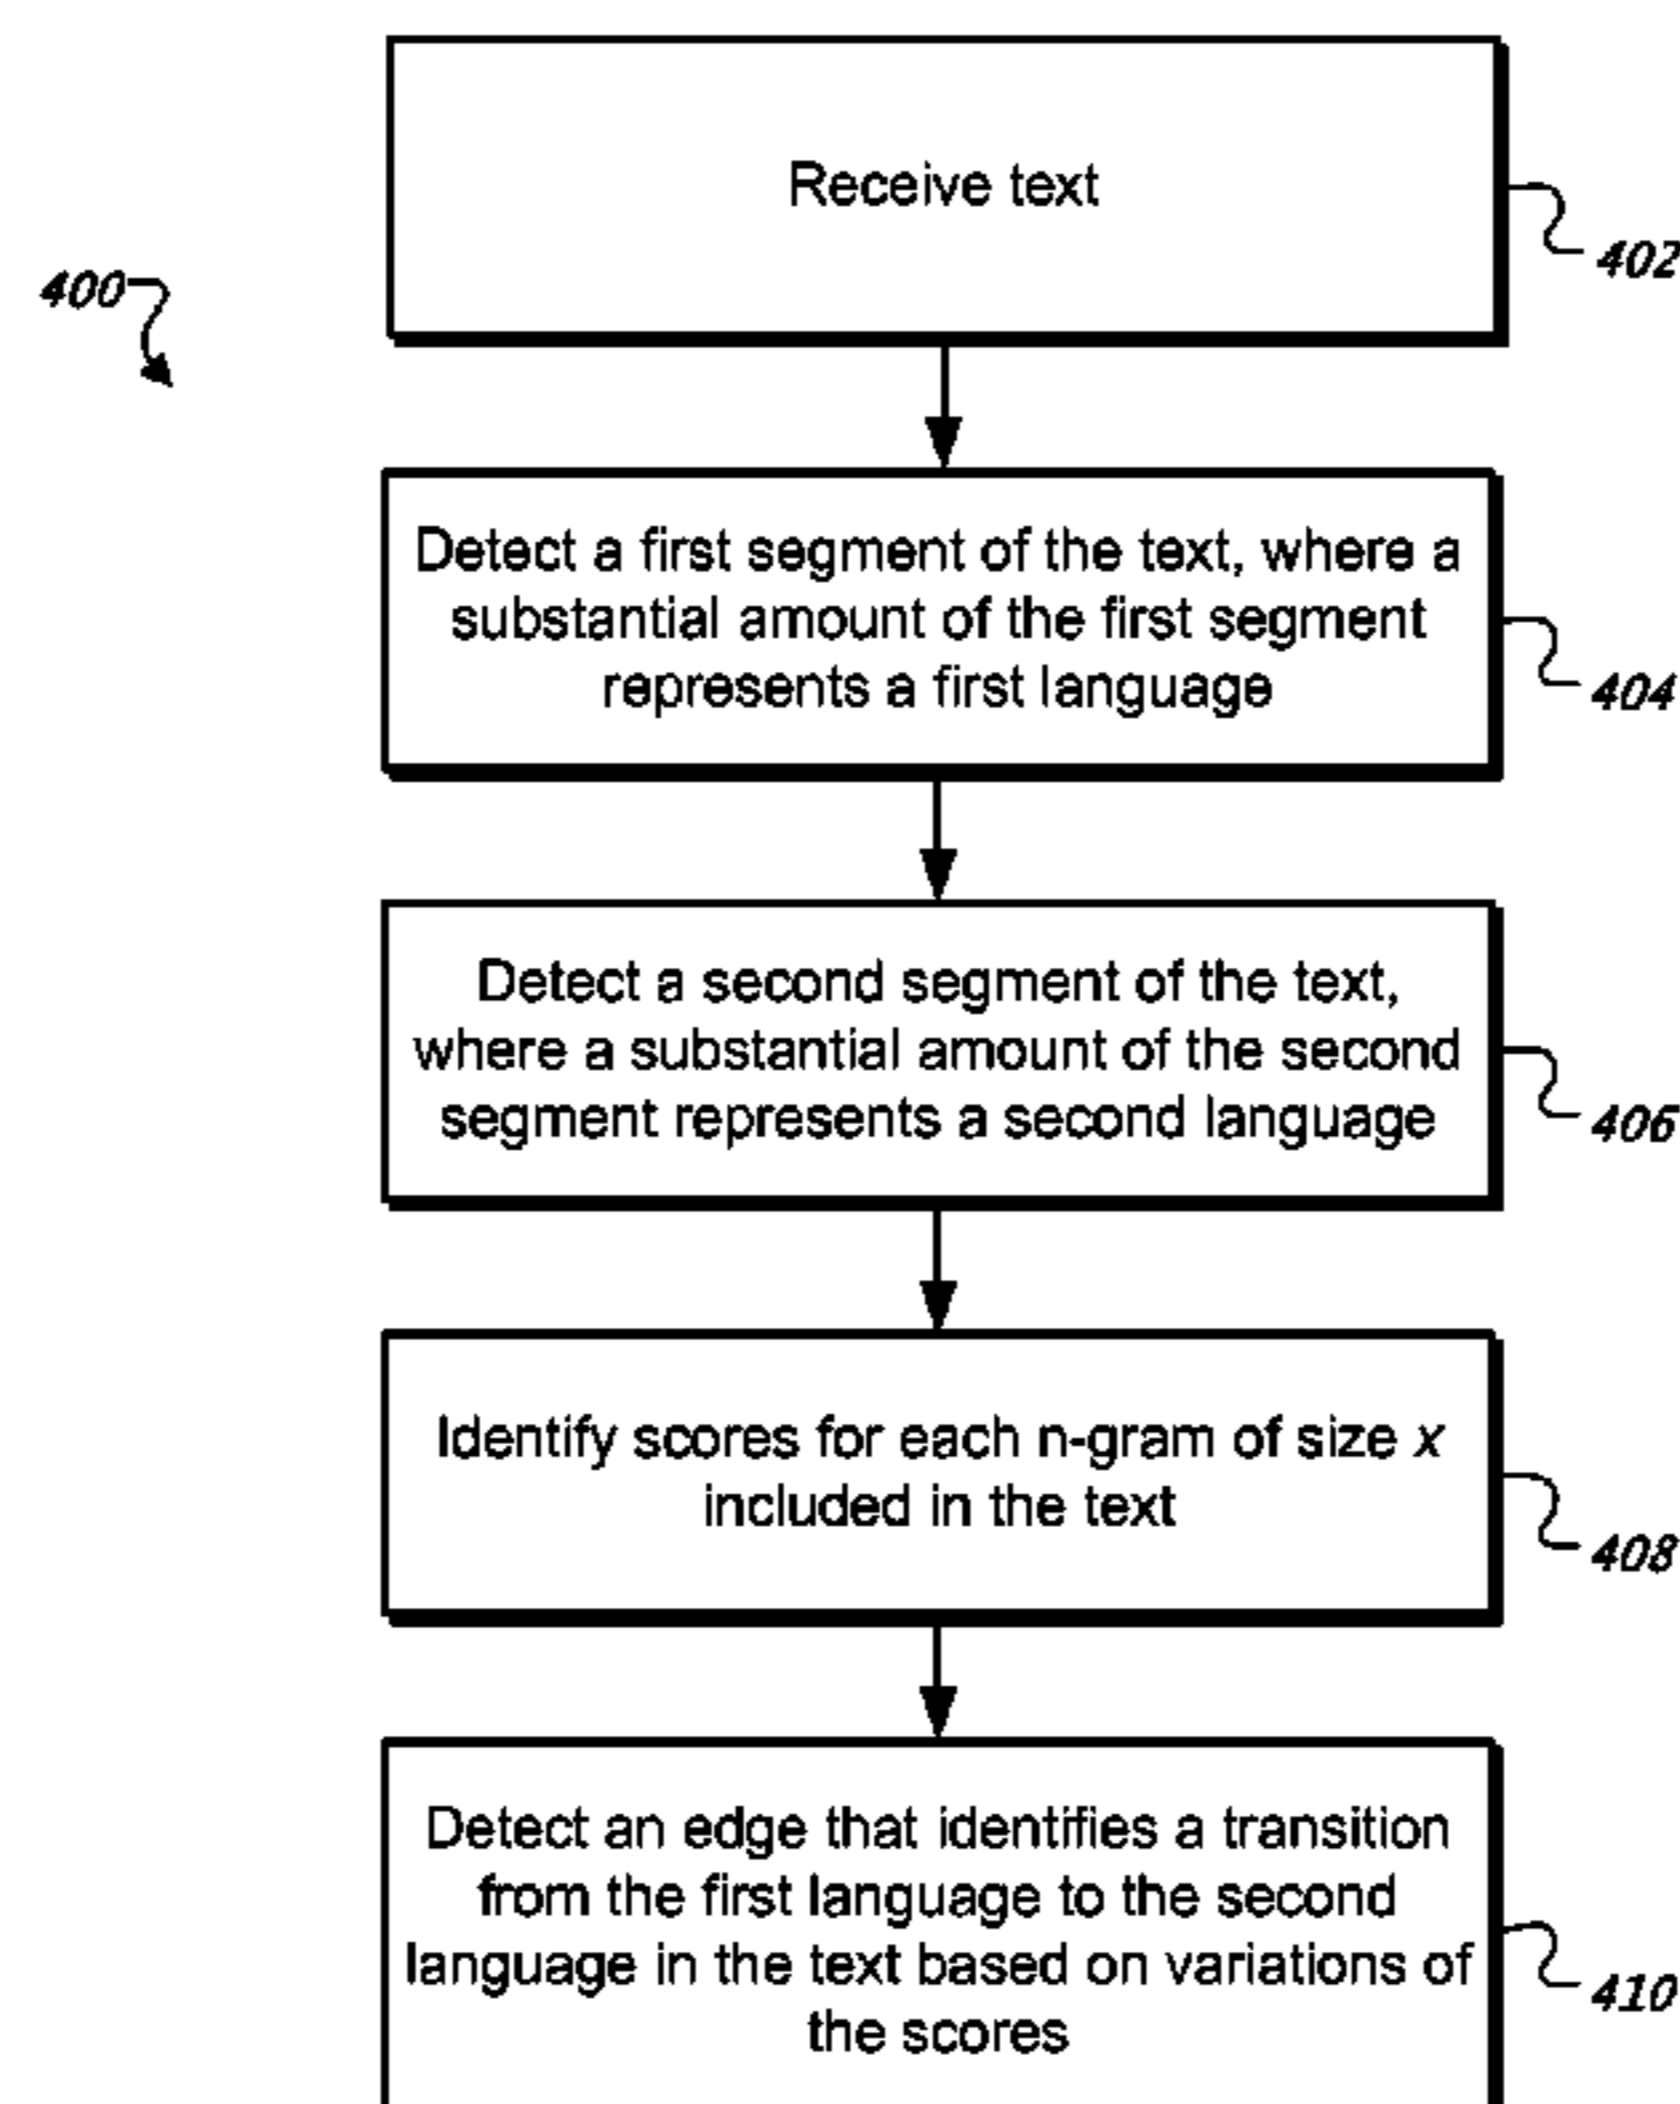 Receive text
402
400
Detect a first segment of the text, where a
substantial amount of the first segment
represents a first language
404
Detect a second segment of the text,
where a substantial amount of the second
segment represents a second language
406
Identify scores for each n-gram of size x
included in the text
408
Detect an edge that identifies a transition
from the first language to the second
language in the text based on variations of
the scores
410